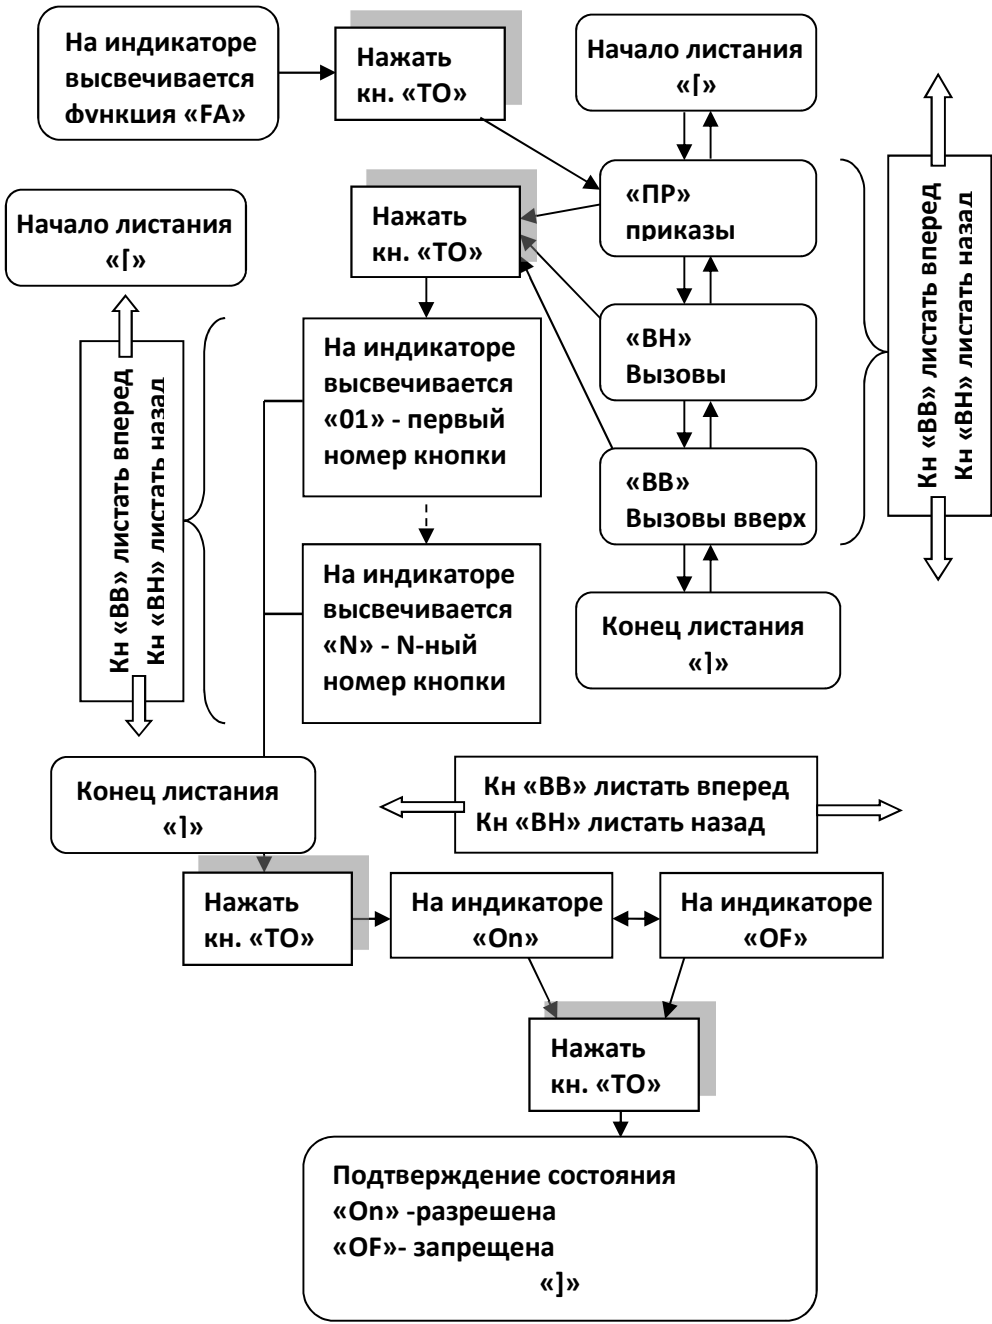 На индикаторе
высвечивается
функция «FA»
Нажать
кн. «ТО»
Начало листания
«⌈»
«ПР»
приказы
Кн «ВВ» листать вперед
Кн «ВН» листать назад
Нажать
кн. «ТО»
Начало листания
«⌈»
«ВН»
Вызовы
На индикаторе
высвечивается
«01» - первый
номер кнопки
Кн «ВВ» листать вперед
Кн «ВН» листать назад
«ВВ»
Вызовы вверх
На индикаторе
высвечивается
«N» - N-ный
номер кнопки
Конец листания
«⌉»
Конец листания
«⌉»
Кн «ВВ» листать вперед
Кн «ВН» листать назад
Нажать
кн. «ТО»
На индикаторе
«On»
На индикаторе
«OF»
Нажать
кн. «ТО»
Подтверждение состояния
«On» -разрешена
«OF»- запрещена
«]»